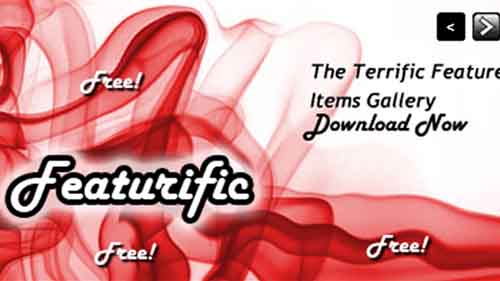 <
>
Free!
The Terrific Feature
Items Gallery
Download Now
Featurific
Free!
Free!